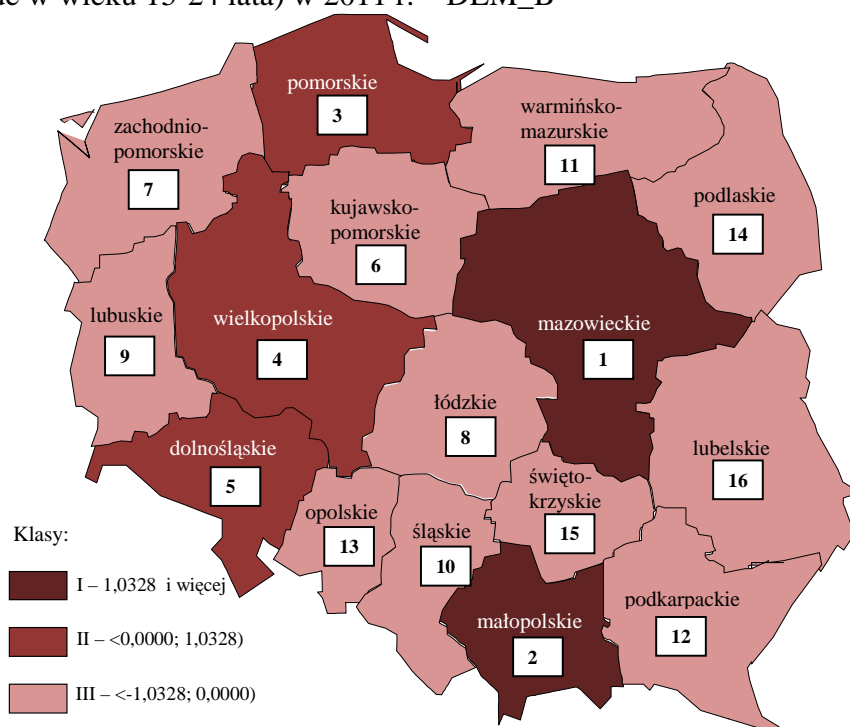 w wieku 15-24 lata) w 2011 r. – DEM_B
pomorskie
3
warmińsko-
mazurskie
11
zachodnio-
pomorskie
7
podlaskie
14
kujawsko-
pomorskie
6
lubuskie
9
wielkopolskie
4
mazowieckie
1
łódzkie
8
dolnośląskie
5
lubelskie
16
święto-
krzyskie
15
opolskie
13
śląskie
10
małopolskie
2
podkarpackie
12
Klasy:
I – 1,0328 i więcej
II – <0,0000; 1,0328)
III – <-1,0328; 0,0000)